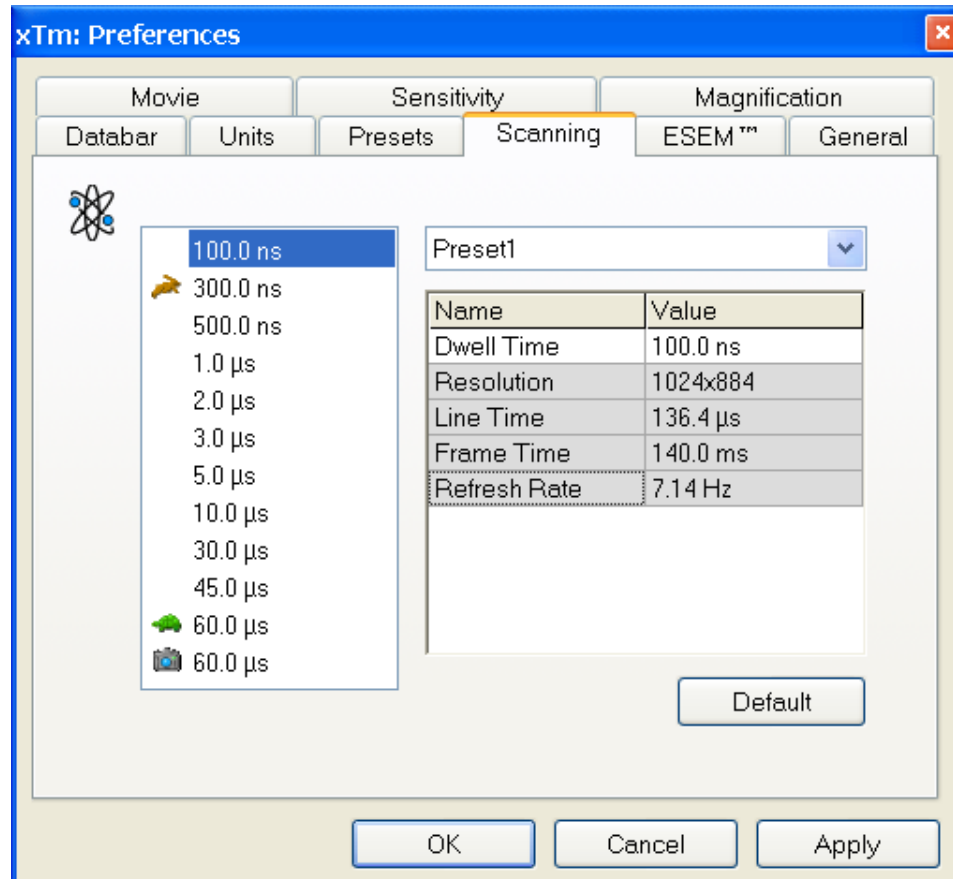 xTm: Preferences
Movie Sensitivity Magnification
Databar Units Presets Scanning ESEM™ General
100.0 ns
300.0 ns
500.0 ns
1.0 µs
2.0 µs
3.0 µs
5.0 µs
10.0 µs
30.0 µs
45.0 µs
60.0 µs
60.0 µs
Preset1
Name Value
Dwell Time 100.0 ns
Resolution 1024x884
Line Time 136.4 µs
Frame Time 140.0 ms
Refresh Rate 7.14 Hz
Default
OK Cancel Apply